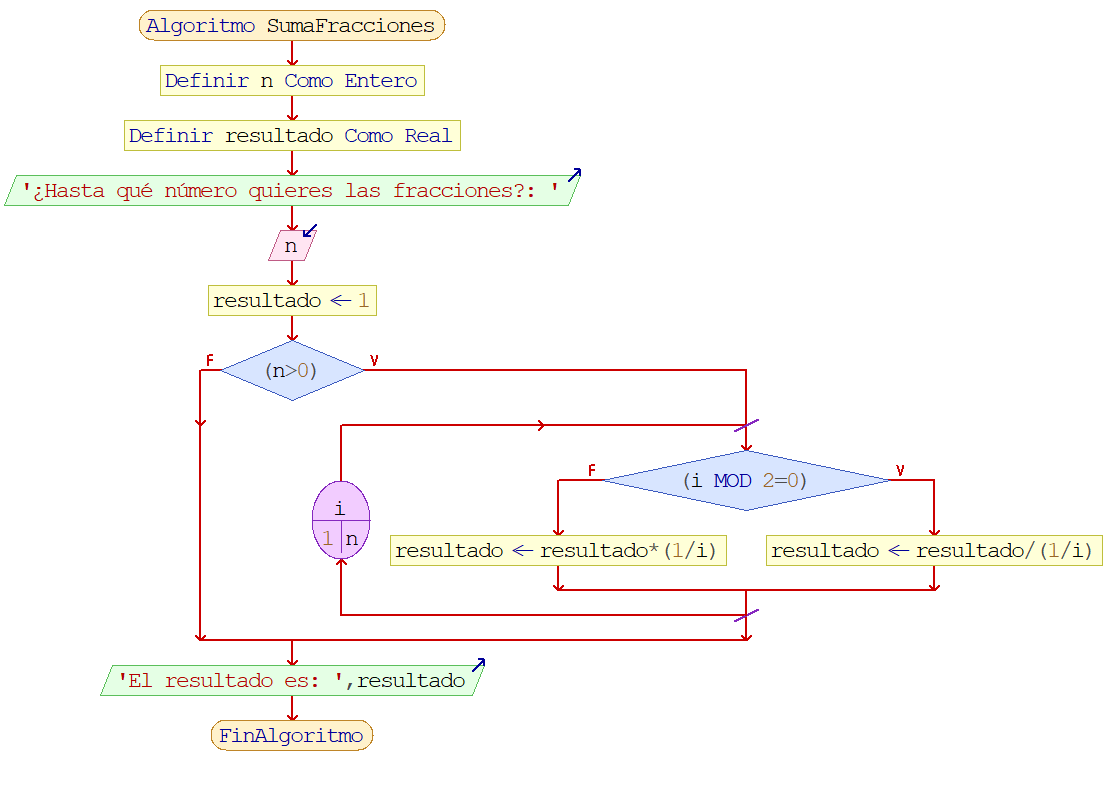 Algoritmo SumaFracciones
Definir n Como Entero
Definir resultado Como Real
'¿Hasta qué número quieres las fracciones?: '
n
resultado ← 1
F
(n>0)
V
F
(i MOD 2=0)
V
i
1 n
resultado ← resultado*(1/i)
resultado ← resultado/(1/i)
'El resultado es: ',resultado
FinAlgoritmo